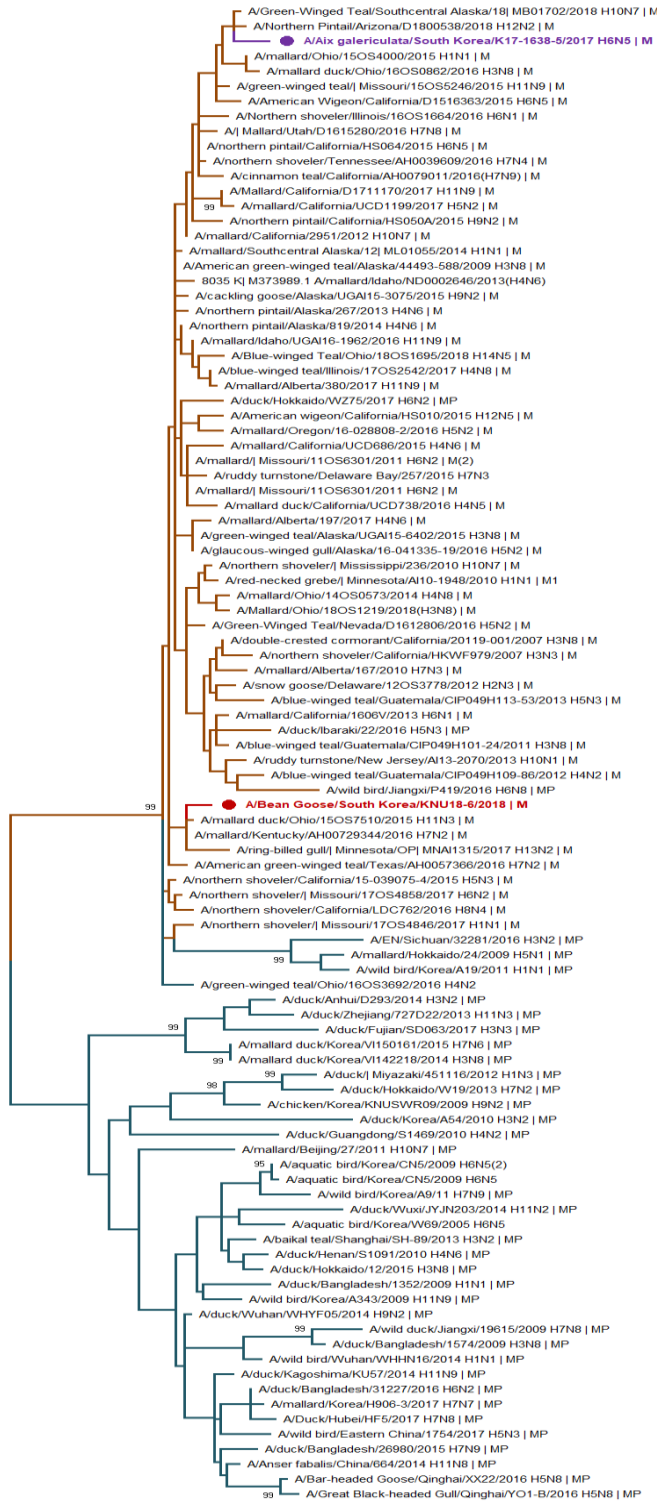 A/Green-Winged Teal/Southcentral Alaska/18| MB01702/2018 H10N7 | M
A/Northern Pintail/Arizona/D1800538/2018 H12N2 | M
A/Aix galericulata/South Korea/K17-1638-5/2017 H6N5 | M
A/mallard/Ohio/15OS4000/2015 H1N1 | M
A/mallard duck/Ohio/16OS0862/2016 H3N8 | M
A/green-winged teal/| Missouri/15OS5246/2015 H11N9 | M
A/American Wigeon/California/D1516363/2015 H6N5 | M
A/Northern shoveler/Illinois/16OS1664/2016 H6N1 | M
A/| Mallard/Utah/D1615280/2016 H7N8 | M
A/northern pintail/California/HS064/2015 H6N5 | M
A/northern shoveler/Tennessee/AH0039609/2016 H7N4 | M
A/cinnamon teal/California/AH0079011/2016(H7N9) | M
A/Mallard/California/D1711170/2017 H11N9 | M
99
A/mallard/California/UCD1199/2017 H5N2 | M
A/northern pintail/California/HS050A/2015 H9N2 | M
A/mallard/California/2951/2012 H10N7 | M
A/mallard/Southcentral Alaska/12| ML01055/2014 H1N1 | M
A/American green-winged teal/Alaska/44493-588/2009 H3N8 | M
8035 K| M373989.1 A/mallard/Idaho/ND0002646/2013(H4N6)
A/cackling goose/Alaska/UGAI15-3075/2015 H9N2 | M
A/northern pintail/Alaska/267/2013 H4N6 | M
A/northern pintail/Alaska/819/2014 H4N6 | M
A/mallard/Idaho/UGAI16-1962/2016 H11N9 | M
A/Blue-winged Teal/Ohio/18OS1695/2018 H14N5 | M
A/blue-winged teal/Illinois/17OS2542/2017 H4N8 | M
A/mallard/Alberta/380/2017 H11N9 | M
A/duck/Hokkaido/WZ75/2017 H6N2 | MP
A/American wigeon/California/HS010/2015 H12N5 | M
A/mallard/Oregon/16-028808-2/2016 H5N2 | M
A/mallard/California/UCD686/2015 H4N6 | M
A/mallard/| Missouri/11OS6301/2011 H6N2 | M(2)
A/ruddy turnstone/Delaware Bay/257/2015 H7N3
A/mallard/| Missouri/11OS6301/2011 H6N2 | M
A/mallard duck/California/UCD738/2016 H4N5 | M
A/mallard/Alberta/197/2017 H4N6 | M
A/green-winged teal/Alaska/UGAI15-6402/2015 H3N8 | M
A/glaucous-winged gull/Alaska/16-041335-19/2016 H5N2 | M
A/northern shoveler/| Mississippi/236/2010 H10N7 | M
A/red-necked grebe/| Minnesota/AI10-1948/2010 H1N1 | M1
A/mallard/Ohio/14OS0573/2014 H4N8 | M
A/Mallard/Ohio/18OS1219/2018(H3N8) | M
A/Green-Winged Teal/Nevada/D1612806/2016 H5N2 | M
A/double-crested cormorant/California/20119-001/2007 H3N8 | M
A/northern shoveler/California/HKWF979/2007 H3N3 | M
A/mallard/Alberta/167/2010 H7N3 | M
A/snow goose/Delaware/12OS3778/2012 H2N3 | M
A/blue-winged teal/Guatemala/CIP049H113-53/2013 H5N3 | M
A/mallard/California/1606V/2013 H6N1 | M
A/duck/Ibaraki/22/2016 H5N3 | MP
A/blue-winged teal/Guatemala/CIP049H101-24/2011 H3N8 | M
A/ruddy turnstone/New Jersey/AI13-2070/2013 H10N1 | M
A/blue-winged teal/Guatemala/CIP049H109-86/2012 H4N2 | M
A/wild bird/Jiangxi/P419/2016 H6N8 | MP
99
A/Bean Goose/South Korea/KNU18-6/2018 | M
A/mallard duck/Ohio/15OS7510/2015 H11N3 | M
A/mallard/Kentucky/AH00729344/2016 H7N2 | M
A/ring-billed gull/| Minnesota/OP| MNAI1315/2017 H13N2 | M
A/American green-winged teal/Texas/AH0057366/2016 H7N2 | M
A/northern shoveler/California/15-039075-4/2015 H5N3 | M
A/northern shoveler/| Missouri/17OS4858/2017 H6N2 | M
A/northern shoveler/California/LDC762/2016 H8N4 | M
A/northern shoveler/| Missouri/17OS4846/2017 H1N1 | M
A/EN/Sichuan/32281/2016 H3N2 | MP
99
A/mallard/Hokkaido/24/2009 H5N1 | MP
A/wild bird/Korea/A19/2011 H1N1 | MP
A/green-winged teal/Ohio/16OS3692/2016 H4N2
A/duck/Anhui/D293/2014 H3N2 | MP
A/duck/Zhejiang/727D22/2013 H11N3 | MP
99
A/duck/Fujian/SD063/2017 H3N3 | MP
A/mallard duck/Korea/VI150161/2015 H7N6 | MP
99
A/mallard duck/Korea/VI142218/2014 H3N8 | MP
99
A/duck/| Miyazaki/451116/2012 H1N3 | MP
98
A/duck/Hokkaido/W19/2013 H7N2 | MP
A/chicken/Korea/KNUSWR09/2009 H9N2 | MP
A/duck/Korea/A54/2010 H3N2 | MP
A/duck/Guangdong/S1469/2010 H4N2 | MP
A/mallard/Beijing/27/2011 H10N7 | MP
95
A/aquatic bird/Korea/CN5/2009 H6N5(2)
A/aquatic bird/Korea/CN5/2009 H6N5
A/wild bird/Korea/A9/11 H7N9 | MP
A/duck/Wuxi/JYJN203/2014 H11N2 | MP
A/aquatic bird/Korea/W69/2005 H6N5
A/baikal teal/Shanghai/SH-89/2013 H3N2 | MP
A/duck/Henan/S1091/2010 H4N6 | MP
A/duck/Hokkaido/12/2015 H3N8 | MP
A/duck/Bangladesh/1352/2009 H1N1 | MP
A/wild bird/Korea/A343/2009 H11N9 | MP
A/duck/Wuhan/WHYF05/2014 H9N2 | MP
99
A/wild duck/Jiangxi/19615/2009 H7N8 | MP
A/duck/Bangladesh/1574/2009 H3N8 | MP
A/wild bird/Wuhan/WHHN16/2014 H1N1 | MP
A/duck/Kagoshima/KU57/2014 H11N9 | MP
A/duck/Bangladesh/31227/2016 H6N2 | MP
A/mallard/Korea/H906-3/2017 H7N7 | MP
A/Duck/Hubei/HF5/2017 H7N8 | MP
A/wild bird/Eastern China/1754/2017 H5N3 | MP
A/duck/Bangladesh/26980/2015 H7N9 | MP
A/Anser fabalis/China/664/2014 H11N8 | MP
A/Bar-headed Goose/Qinghai/XX22/2016 H5N8 | MP
99
A/Great Black-headed Gull/Qinghai/YO1-B/2016 H5N8 | MP